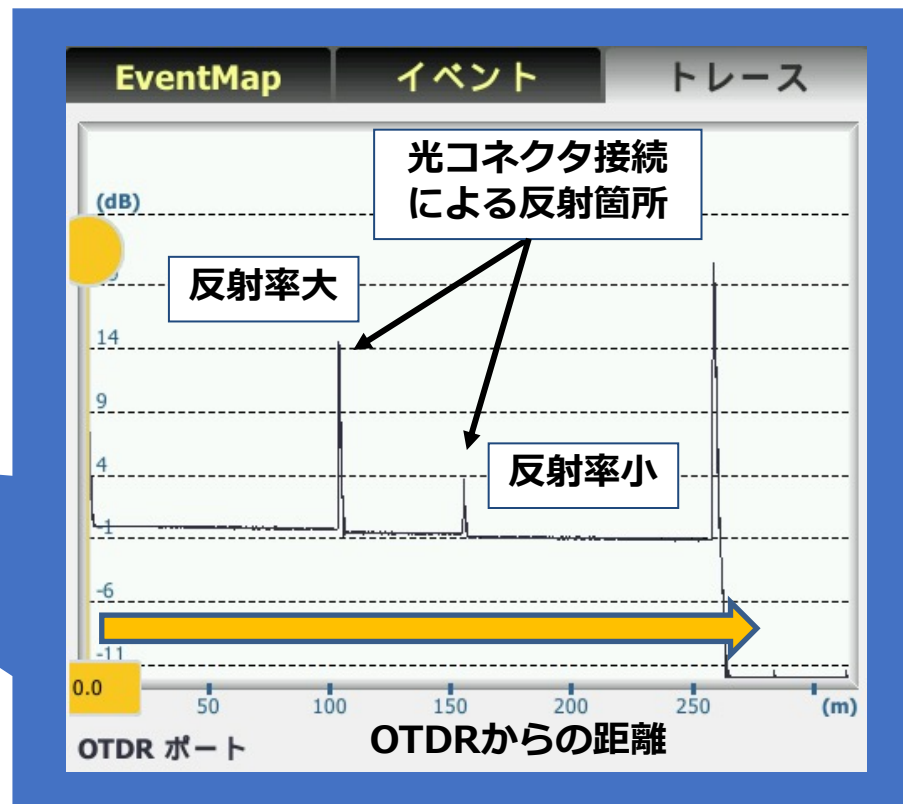 EventMap
イベント
トレース
光コネクタ接続
による反射箇所
(dB)
反射率大
14
9
4
反射率小
-1
-6
-11
0.0
50
100
150
200
250
(m)
OTDR ポート
OTDRからの距離